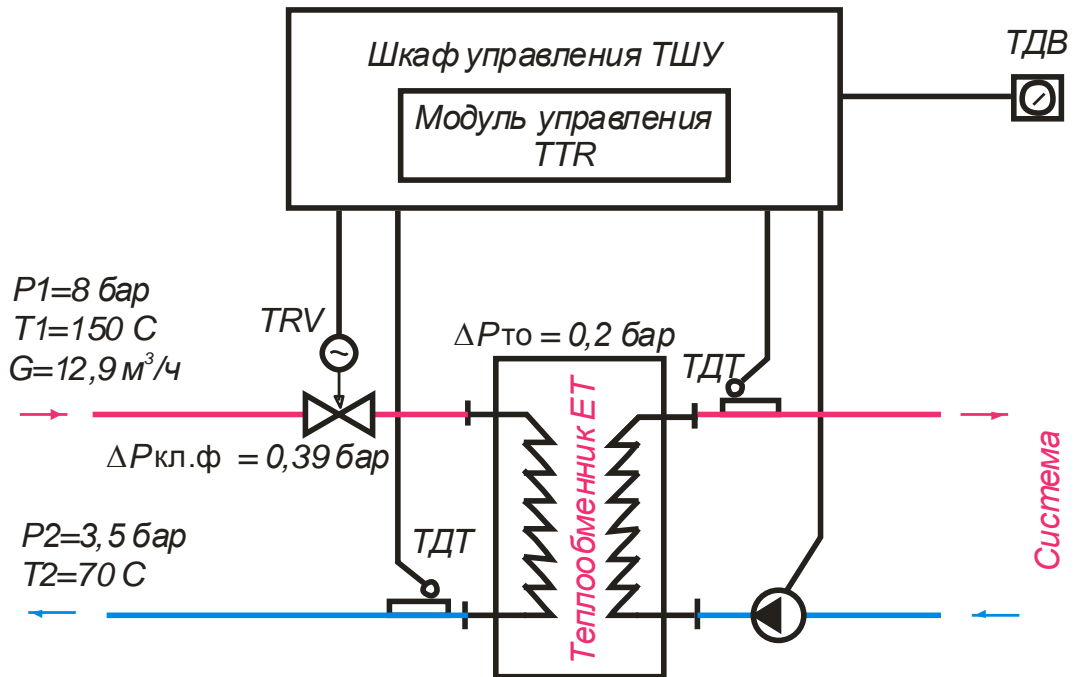 Шкаф управления ТШУ
Модуль управления
TTR
ТДВ
P1=8 бар
T1=150 С
G=12,9 м³/ч
TRV
ΔPто = 0,2 бар
ТДТ
ΔPкл.ф = 0,39 бар
Теплообменник ЕТ
Система
P2=3,5 бар
T2=70 С
ТДТ